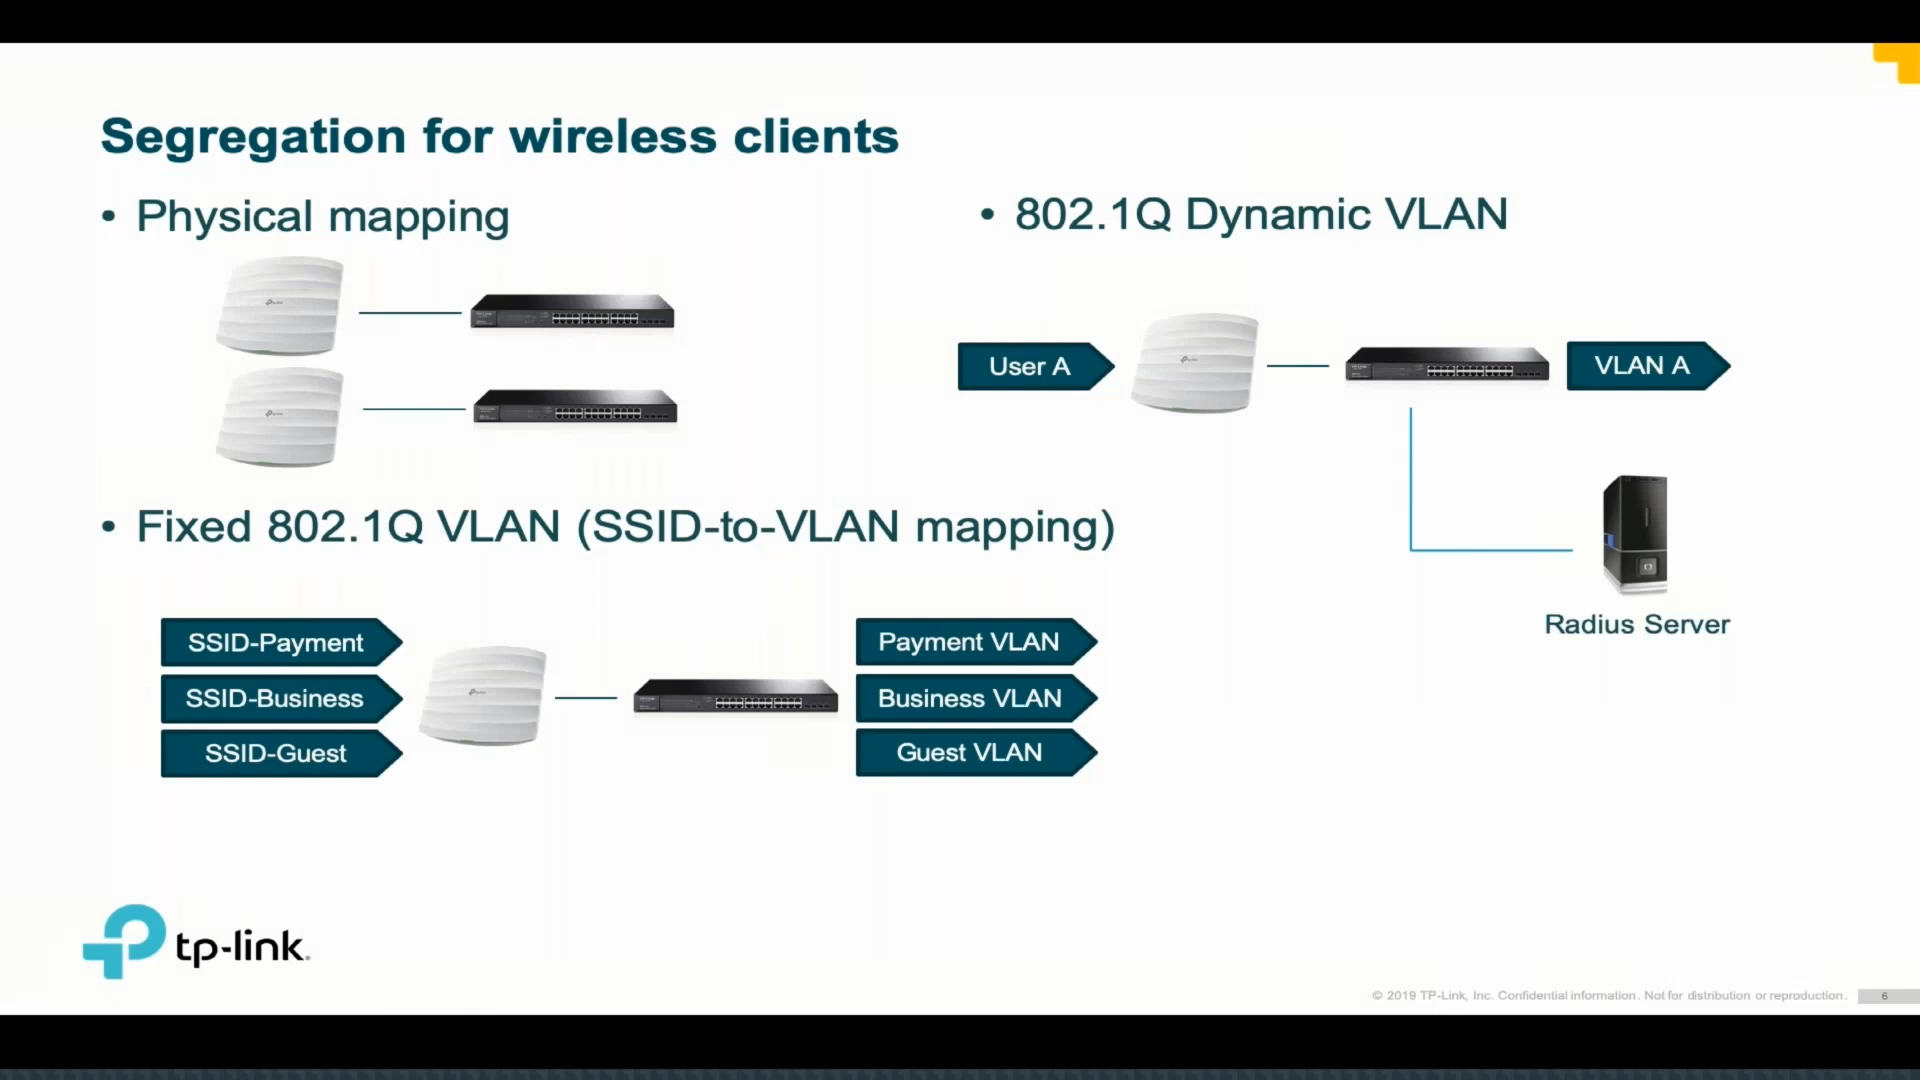 Segregation for wireless clients
• Physical mapping
• Fixed 802.1Q VLAN (SSID-to-VLAN mapping)
SSID-Payment
SSID-Business
SSID-Guest
Payment VLAN
Business VLAN
Guest VLAN
• 802.1Q Dynamic VLAN
User A
VLAN A
Radius Server
tp-link
© 2019 TP-Link, Inc. Confidential information. Not for distribution or reproduction.
6